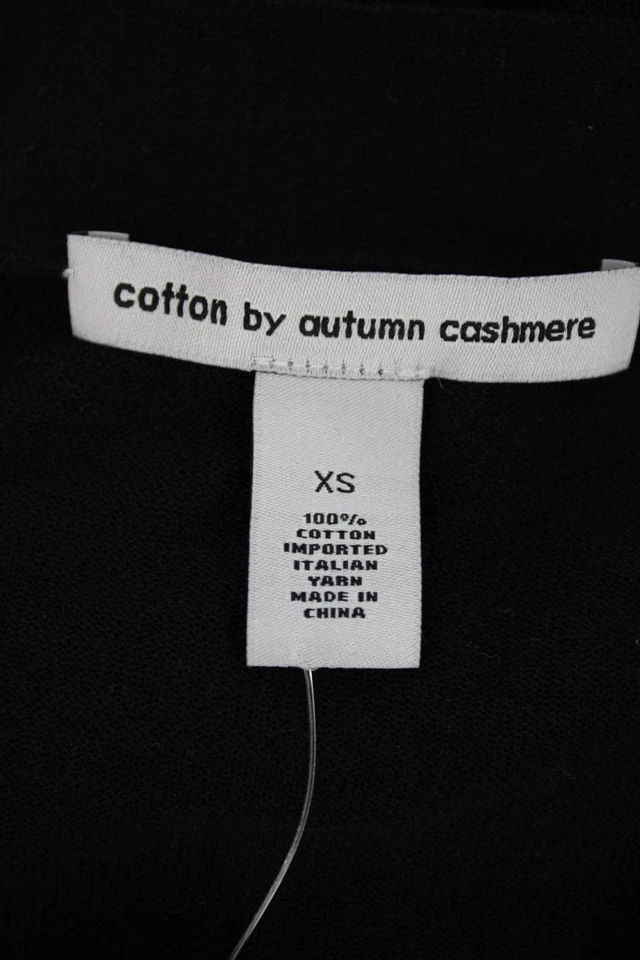 cotton by autumn cashmere
XS
100%
COTTON
IMPORTED
ITALIAN
YARN
MADE IN
CHINA